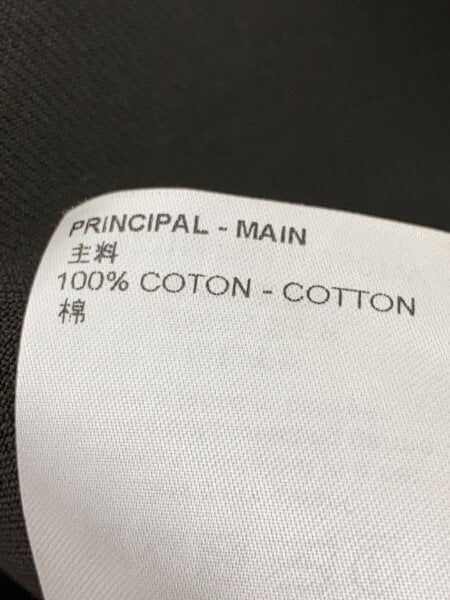 PRINCIPAL - MAIN
主料
100% COTON - COTTON
棉